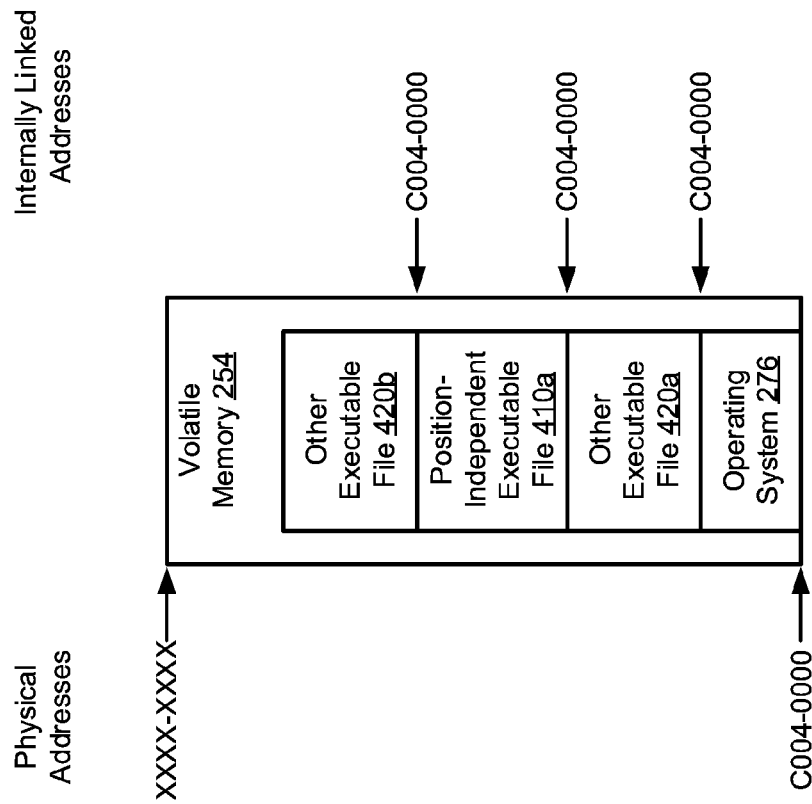 Physical
Addresses
Internally Linked
Addresses
XXXX-XXXX
Volatile
Memory 254
Other
Executable
File 420b
C004-0000
Position-
Independent
Executable
File 410a
C004-0000
Other
Executable
File 420a
C004-0000
Operating
System 276
C004-0000